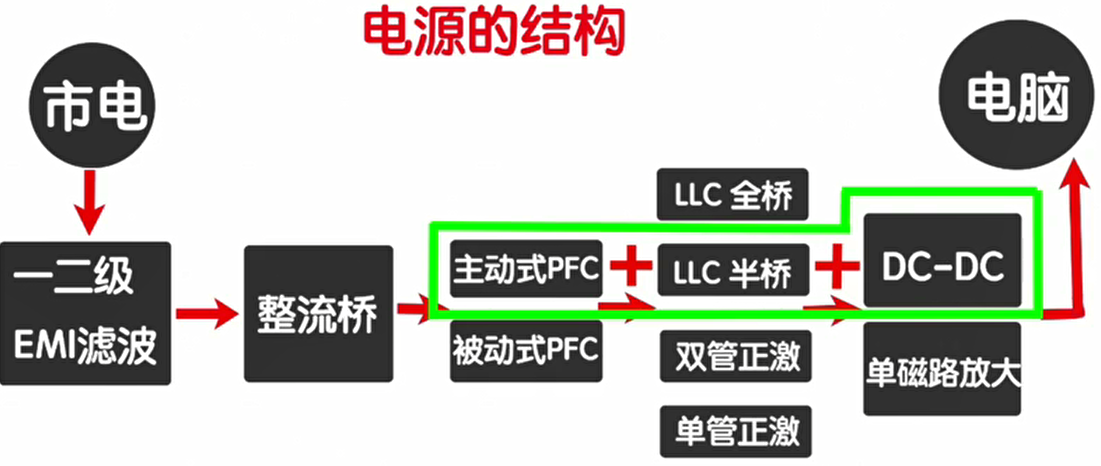 电源的结构
市电
电脑
一二级
EMI滤波
整流桥
主动式PFC
被动式PFC
LLC 全桥
LLC 半桥
双管正激
单管正激
DC-DC
单磁路放大